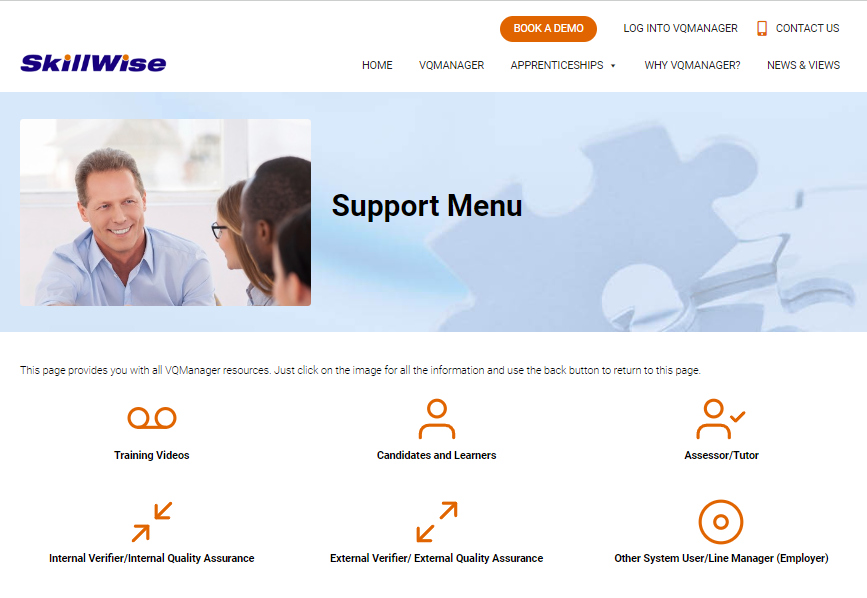 BOOK A DEMO
LOG INTO VQMANAGER
CONTACT US
SkillWise
HOME
VQMANAGER
APPRENTICESHIPS
WHY VQMANAGER?
NEWS & VIEWS
Support Menu
This page provides you with all VQManager resources. Just click on the image for all the information and use the back button to return to this page.
Training Videos
Candidates and Learners
Assessor/Tutor
Internal Verifier/Internal Quality Assurance
External Verifier/ External Quality Assurance
Other System User/Line Manager (Employer)